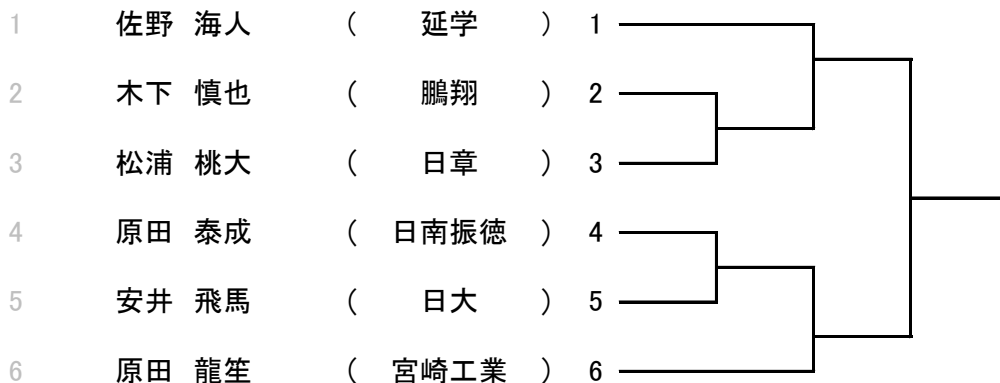 1 佐野 海人 ( 延学 ) 1
2 木下 慎也 ( 鵬翔 ) 2
3 松浦 桃大 ( 日章 ) 3
4 原田 泰成 ( 日南振徳 ) 4
5 安井 飛馬 ( 日大 ) 5
6 原田 龍笙 ( 宮崎工業 ) 6